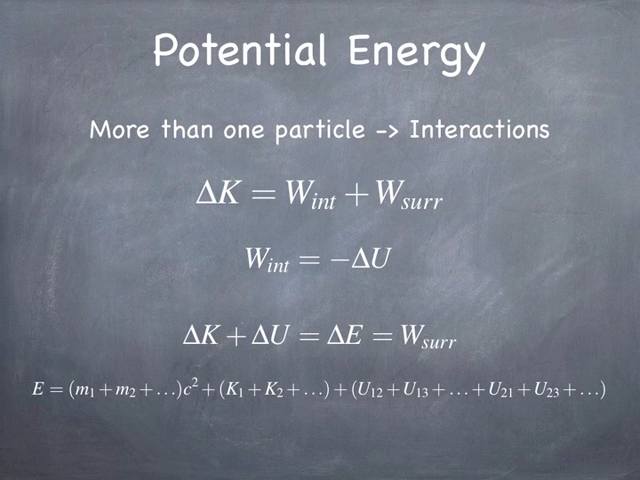 Potential Energy
More than one particle -> Interactions
ΔK = W_int + W_surr
W_int = −ΔU
ΔK + ΔU = ΔE = W_surr
E = (m₁ + m₂ + …)c² + (K₁ + K₂ + …) + (U₁₂ + U₁₃ + … + U₂₁ + U₂₃ + …)